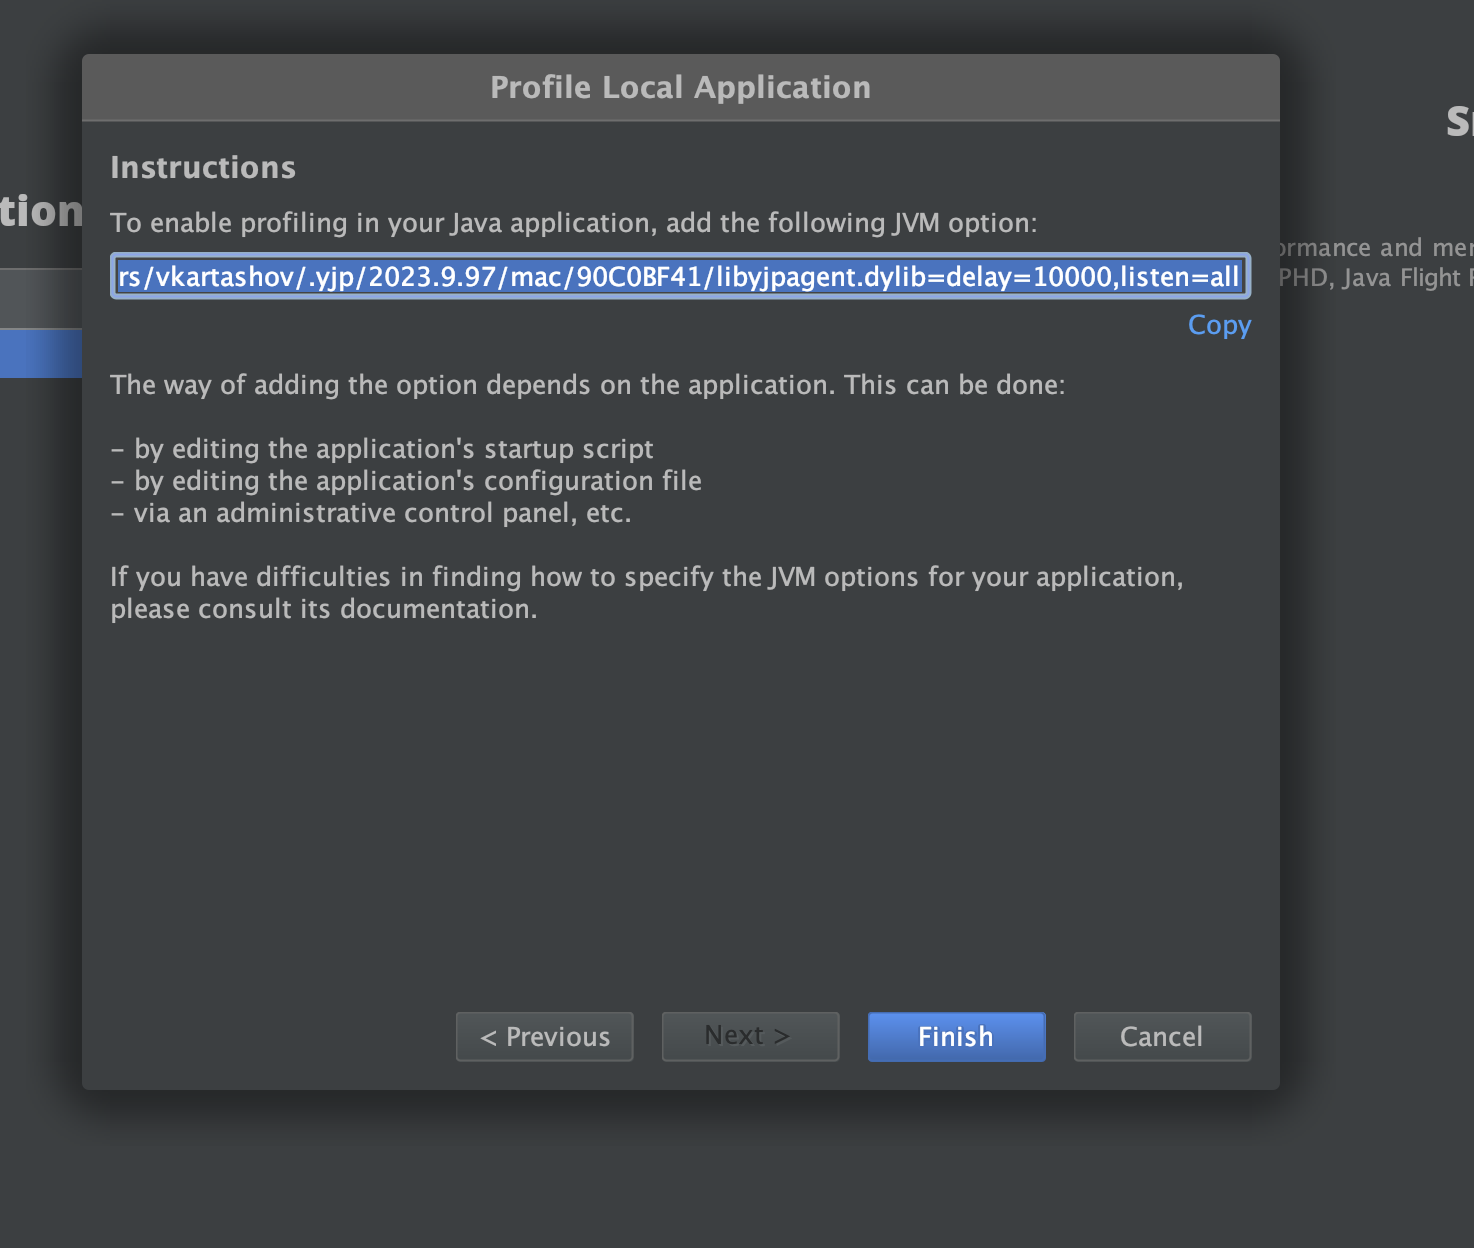 Profile Local Application
Instructions
tion
To enable profiling in your Java application, add the following JVM option:
rs/vkartashov/.yjp/2023.9.97/mac/90C0BF41/libyjpagent.dylib=delay=10000,listen=all
Copy
The way of adding the option depends on the application. This can be done:
– by editing the application's startup script
– by editing the application's configuration file
– via an administrative control panel, etc.
If you have difficulties in finding how to specify the JVM options for your application,
please consult its documentation.
< Previous
Next >
Finish
Cancel
ormance and mer
PHD, Java Flight